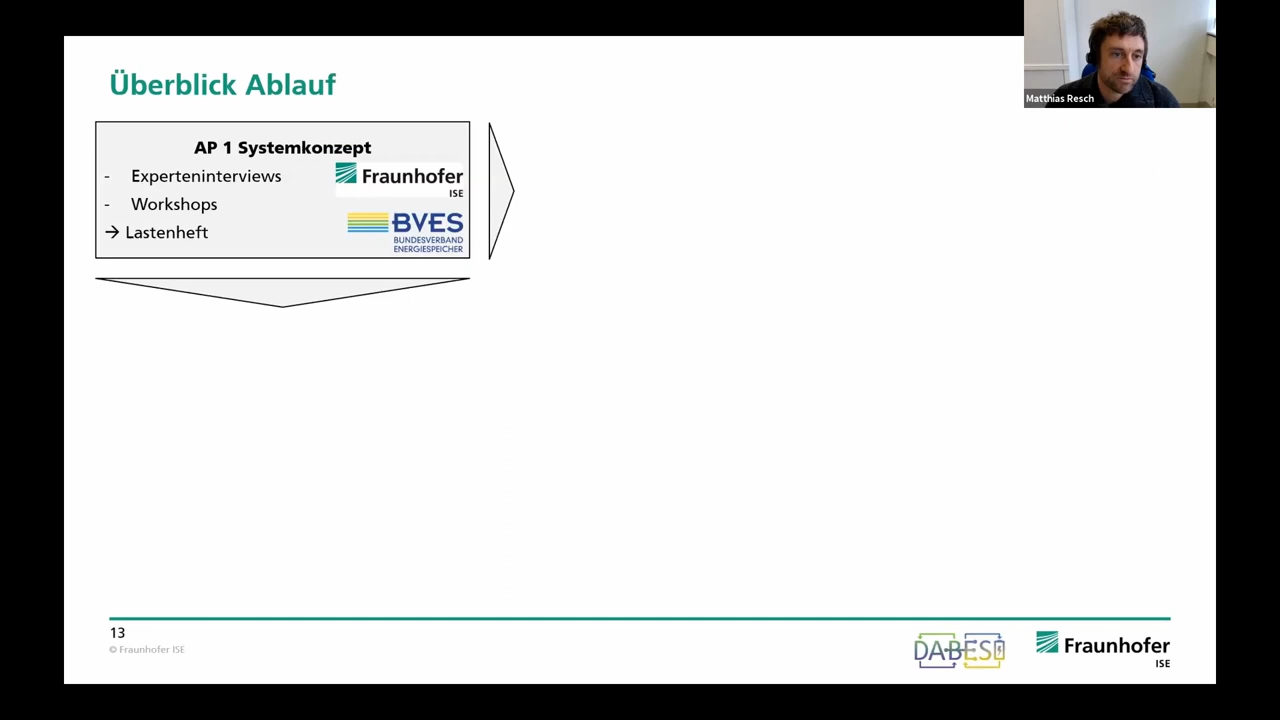 Überblick Ablauf
Matthias Resch
AP 1 Systemkonzept
- Experteninterviews
- Workshops
→ Lastenheft
Fraunhofer
ISE
BVES
BUNDESVERBAND
ENERGIESPEICHER
13
© Fraunhofer ISE
DABESI
Fraunhofer
ISE